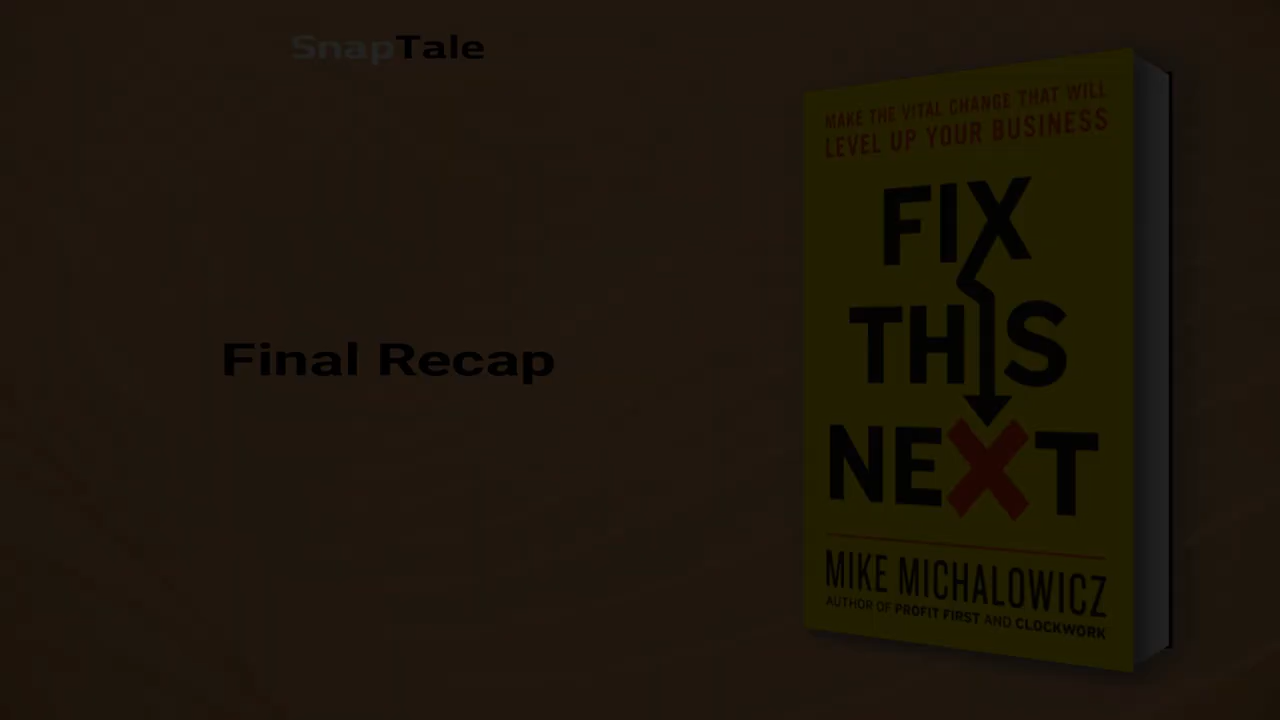 SnapTale
Final Recap
MAKE THE VITAL CHANGE THAT WILL
LEVEL UP YOUR BUSINESS
FIX
THIS
NEXT
MIKE MICHALOWICZ
AUTHOR OF PROFIT FIRST AND CLOCKWORK